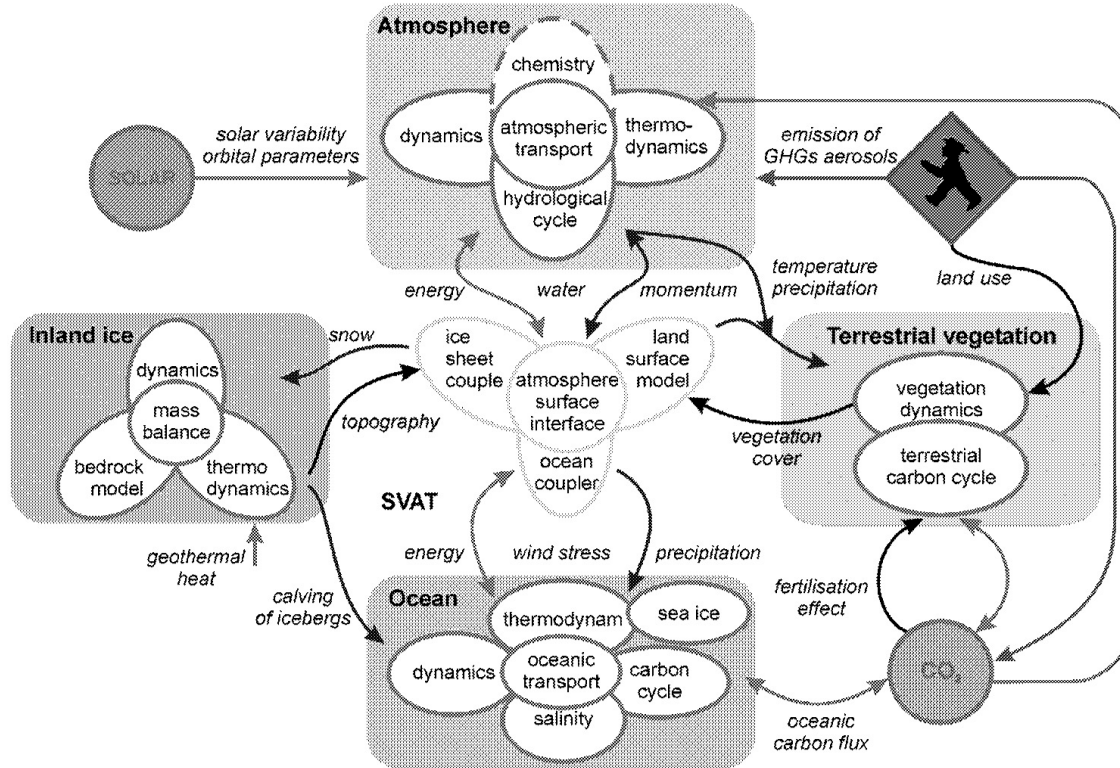 Atmosphere
chemistry
dynamics
atmospheric
transport
thermo-
dynamics
hydrological
cycle
solar variability
orbital parameters
SOLAR
emission of
GHGs aerosols
energy
water
momentum
temperature
precipitation
land use
Inland ice
dynamics
mass
balance
bedrock
model
thermo
dynamics
snow
topography
geothermal
heat
calving
of icebergs
ice
sheet
couple
land
surface
model
atmosphere
surface
interface
ocean
coupler
SVAT
Terrestrial vegetation
vegetation
dynamics
terrestrial
carbon cycle
vegetation
cover
energy
wind stress
precipitation
fertilisation
effect
Ocean
thermodynam
sea ice
dynamics
oceanic
transport
carbon
cycle
salinity
oceanic
carbon flux
CO₂